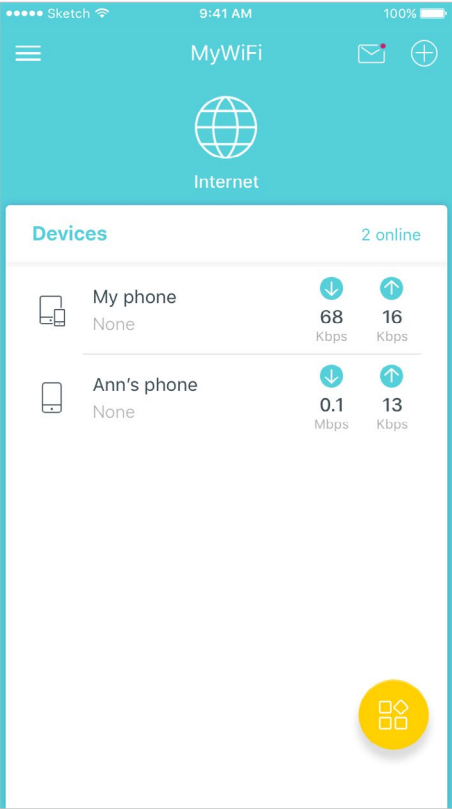 Sketch 9:41 AM 100%
MyWiFi
Internet
Devices 2 online
My phone
None
68 16
Kbps Kbps
Ann's phone
None
0.1 13
Mbps Kbps